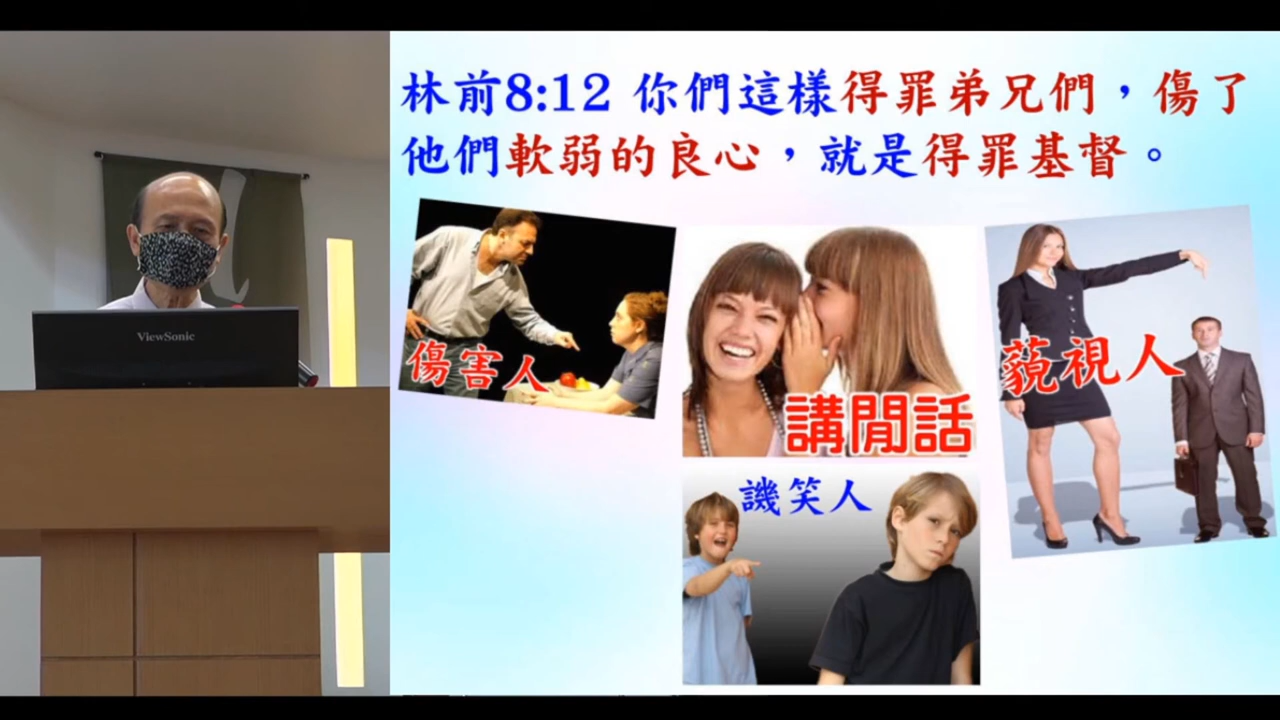 林前8:12 你們這樣得罪弟兄們，傷了
他們軟弱的良心，就是得罪基督。
傷害人
講閒話
藐視人
譏笑人
ViewSonic